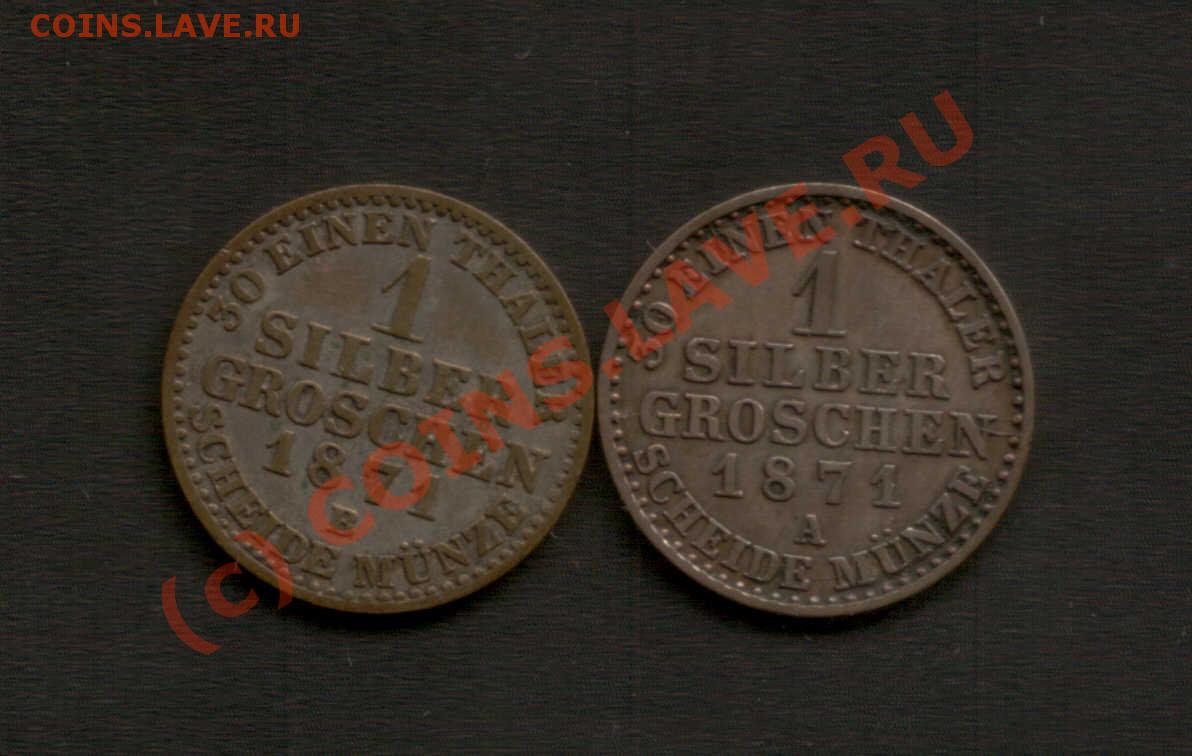 COINS.LAVE.RU
30 EINEN THALER
1
SILBER
GROSCHEN
1871
B
SCHEIDE MÜNZE
30 EINEN THALER
1
SILBER
GROSCHEN
1871
A
SCHEIDE MÜNZE
(c) COINS.LAVE.RU